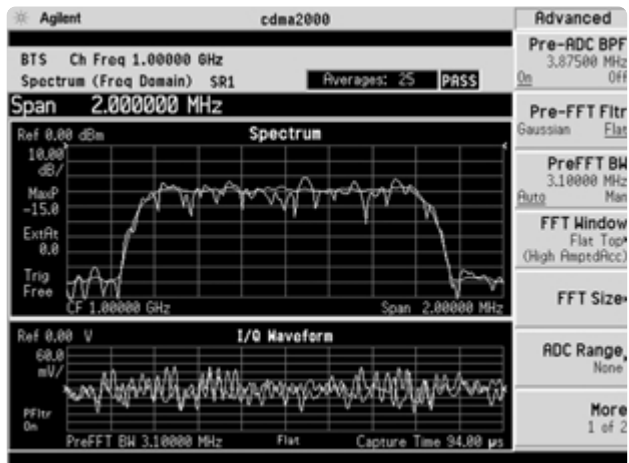 Agilent cdma2000 Advanced
BTS Ch Freq 1.00000 GHz
Spectrum (Freq Domain) SR1 Averages: 25 PASS
Span 2.000000 MHz
Ref 0.00 dBm Spectrum
10.00
dB/
MaxP
-15.0
ExtAt
0.0
Trig
Free
CF 1.00000 GHz Span 2.00000 MHz
Ref 0.00 V I/Q Waveform
60.0
mV/
PFltr
On
PreFFT BW 3.10000 MHz Flat Capture Time 94.00 µs
Pre-ADC BPF
3.87500 MHz
On Off
Pre-FFT Fltr
Gaussian Flat
PreFFT BW
3.10000 MHz
Auto Man
FFT Window
Flat Top
(High AmptdAcc)
FFT Size
ADC Range
None
More
1 of 2